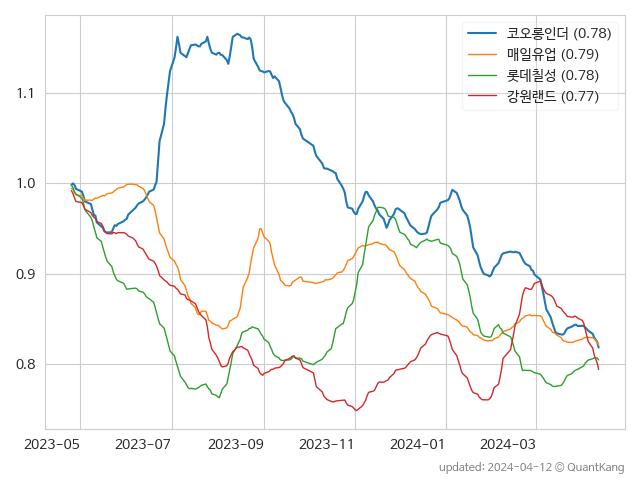 코오롱인더 (0.78)
매일유업 (0.79)
롯데칠성 (0.78)
강원랜드 (0.77)
1.1
1.0
0.9
0.8
2023-05 2023-07 2023-09 2023-11 2024-01 2024-03
updated: 2024-04-12 © QuantKang